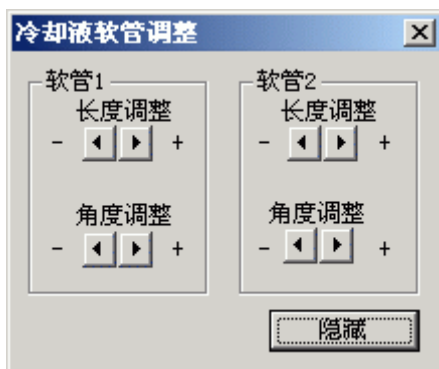 冷却液软管调整
软管1
长度调整
- +
角度调整
- +
软管2
长度调整
- +
角度调整
- +
隐藏